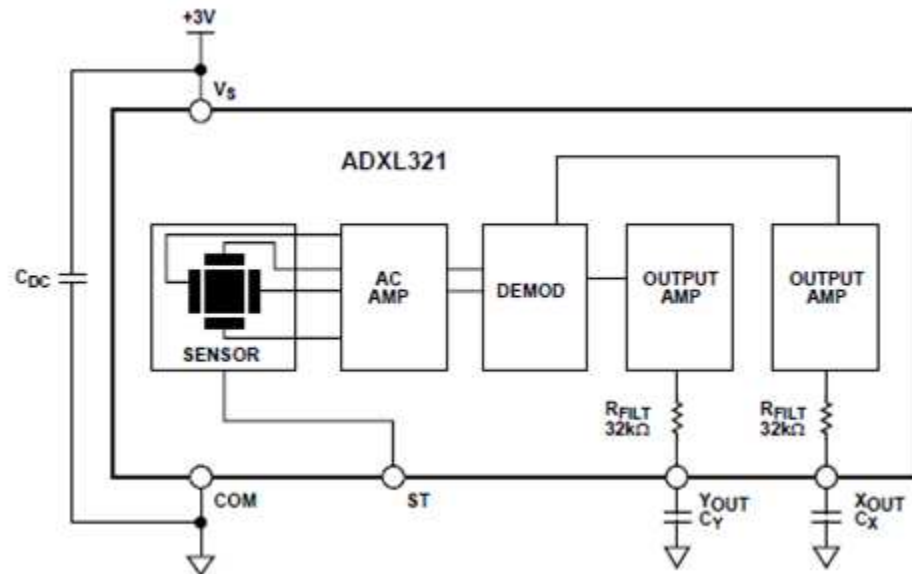 +3V
VS
ADXL321
CDC
AC
AMP
DEMOD
OUTPUT
AMP
OUTPUT
AMP
SENSOR
RFILT
32kΩ
RFILT
32kΩ
COM
ST
YOUT
CY
XOUT
CX